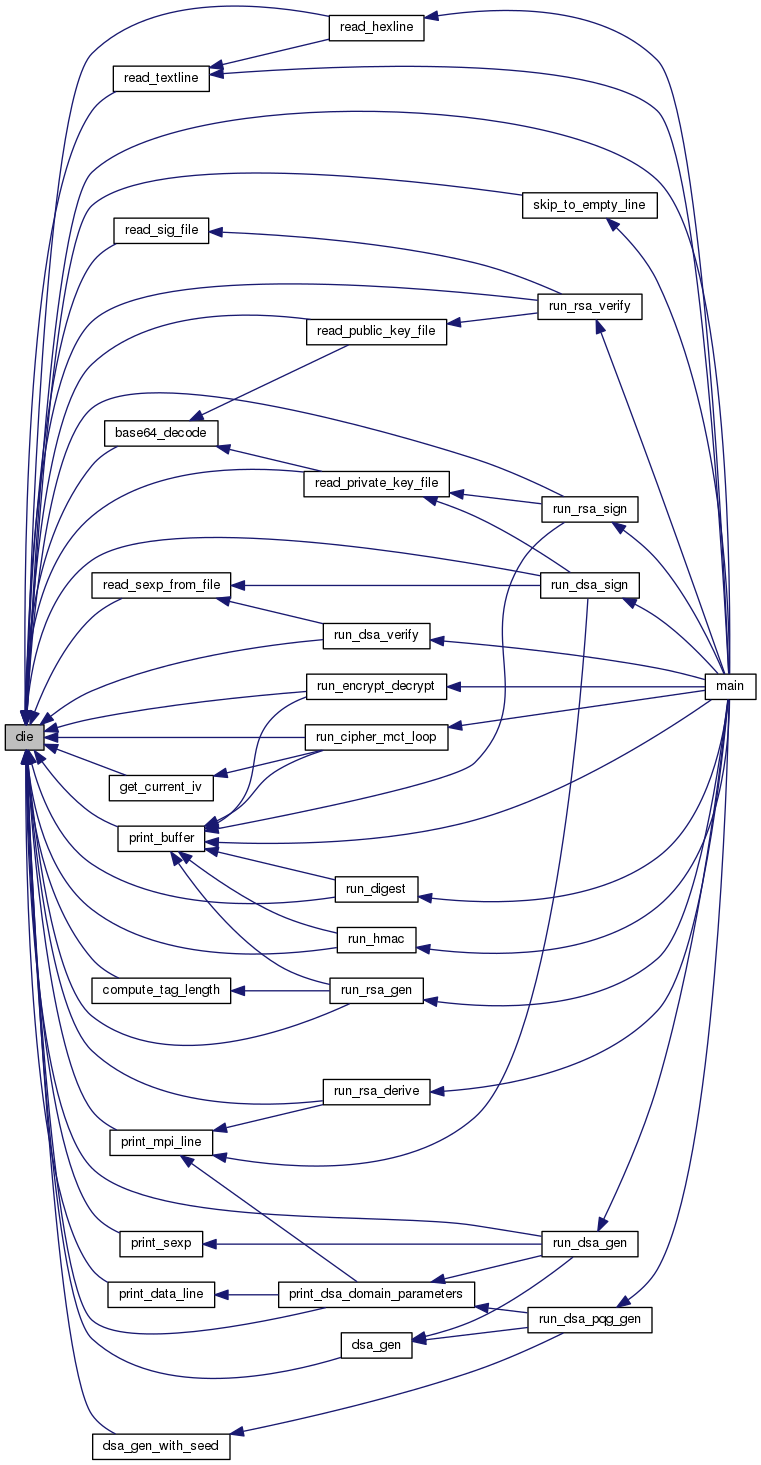 read_hexline
read_textline
skip_to_empty_line
read_sig_file
run_rsa_verify
read_public_key_file
base64_decode
read_private_key_file
run_rsa_sign
read_sexp_from_file
run_dsa_sign
run_dsa_verify
run_encrypt_decrypt
main
die
run_cipher_mct_loop
get_current_iv
print_buffer
run_digest
run_hmac
compute_tag_length
run_rsa_gen
run_rsa_derive
print_mpi_line
print_sexp
run_dsa_gen
print_data_line
print_dsa_domain_parameters
run_dsa_pqg_gen
dsa_gen
dsa_gen_with_seed